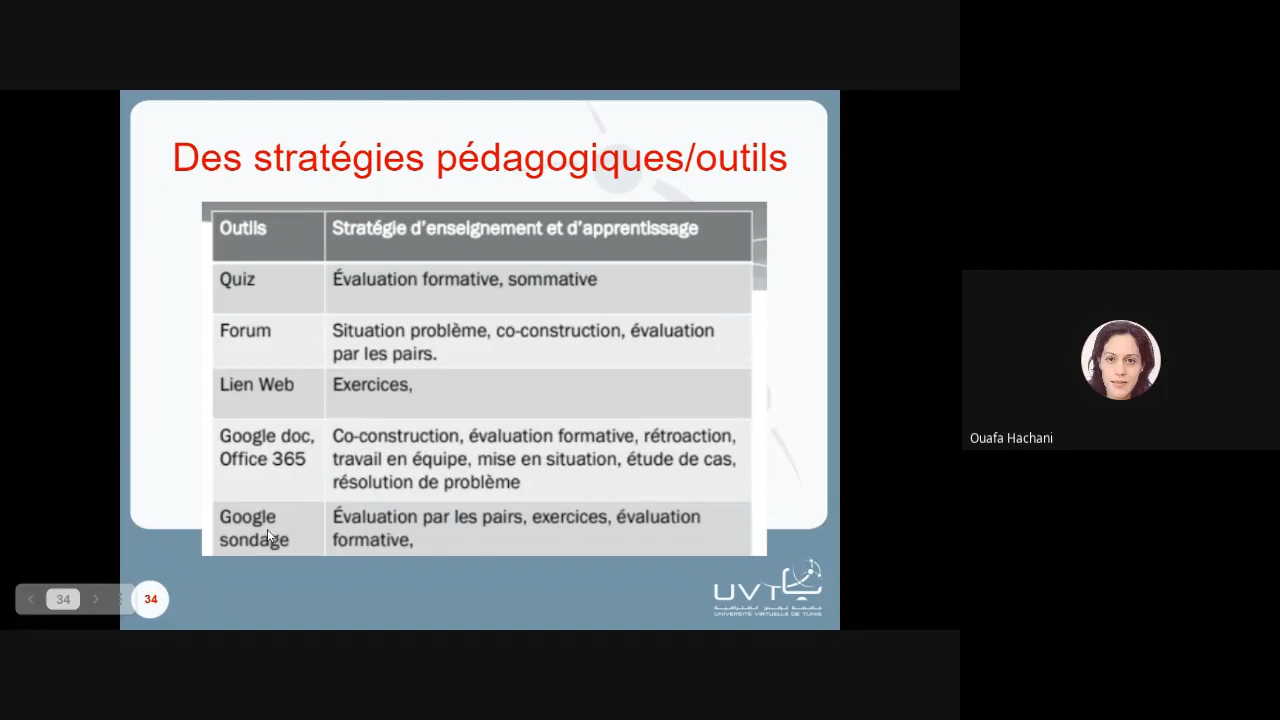 Des stratégies pédagogiques/outils
Outils
Stratégie d'enseignement et d'apprentissage
Quiz
Évaluation formative, sommative
Forum
Situation problème, co-construction, évaluation
par les pairs.
Lien Web
Exercices,
Google doc,
Office 365
Co-construction, évaluation formative, rétroaction,
travail en équipe, mise en situation, étude de cas,
résolution de problème
Google
sondage
Évaluation par les pairs, exercices, évaluation
formative,
34
34
UVT
UNIVERSITÉ VIRTUELLE DE TUNIS
Ouafa Hachani